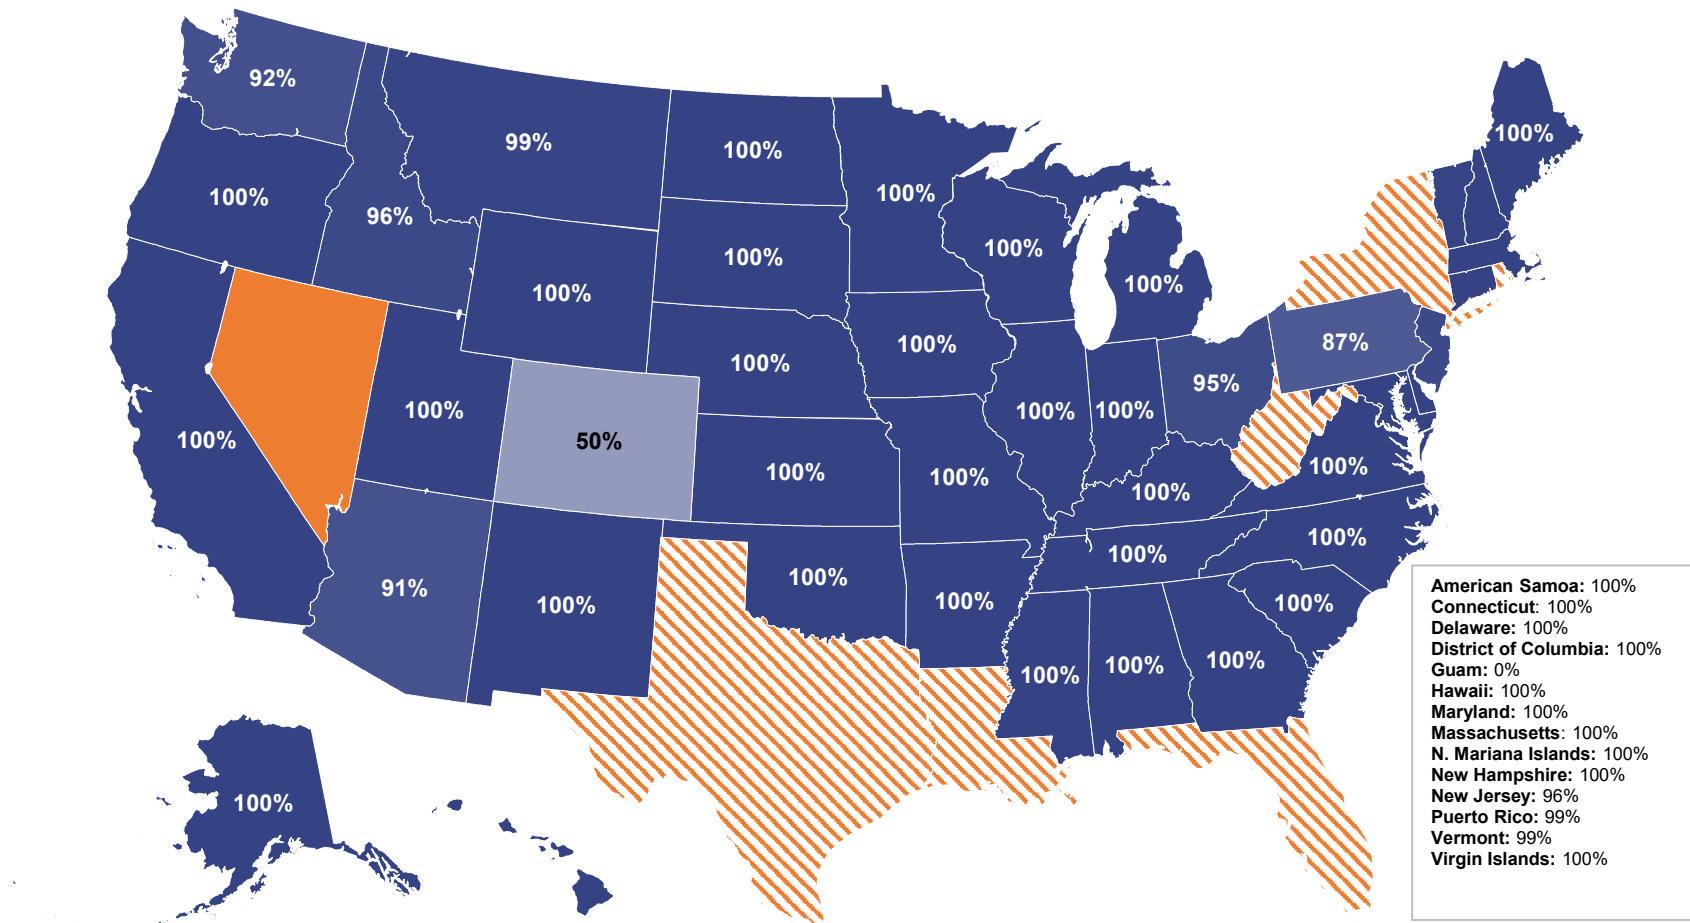 92%
99%
100%
100%
100%
100%
96%
100%
100%
100%
100%
100%
87%
100%
100%
95%
100%
50%
100%
100%
100%
100%
100%
100%
100%
100%
100%
100%
91%
100%
100%
100%
100%
100%
100%
100%
100%
American Samoa: 100%
Connecticut: 100%
Delaware: 100%
District of Columbia: 100%
Guam: 0%
Hawaii: 100%
Maryland: 100%
Massachusetts: 100%
N. Mariana Islands: 100%
New Hampshire: 100%
New Jersey: 96%
Puerto Rico: 99%
Vermont: 99%
Virgin Islands: 100%